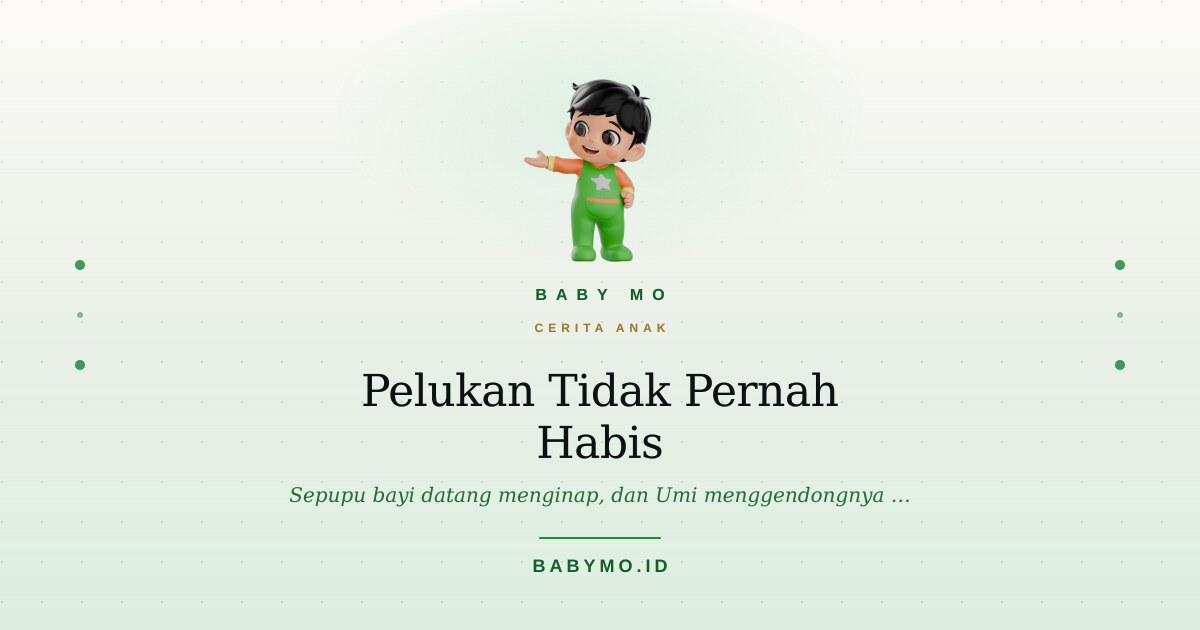 BABY MO
CERITA ANAK
Pelukan Tidak Pernah
Habis
Sepupu bayi datang menginap, dan Umi menggendongnya ...
BABYMO.ID